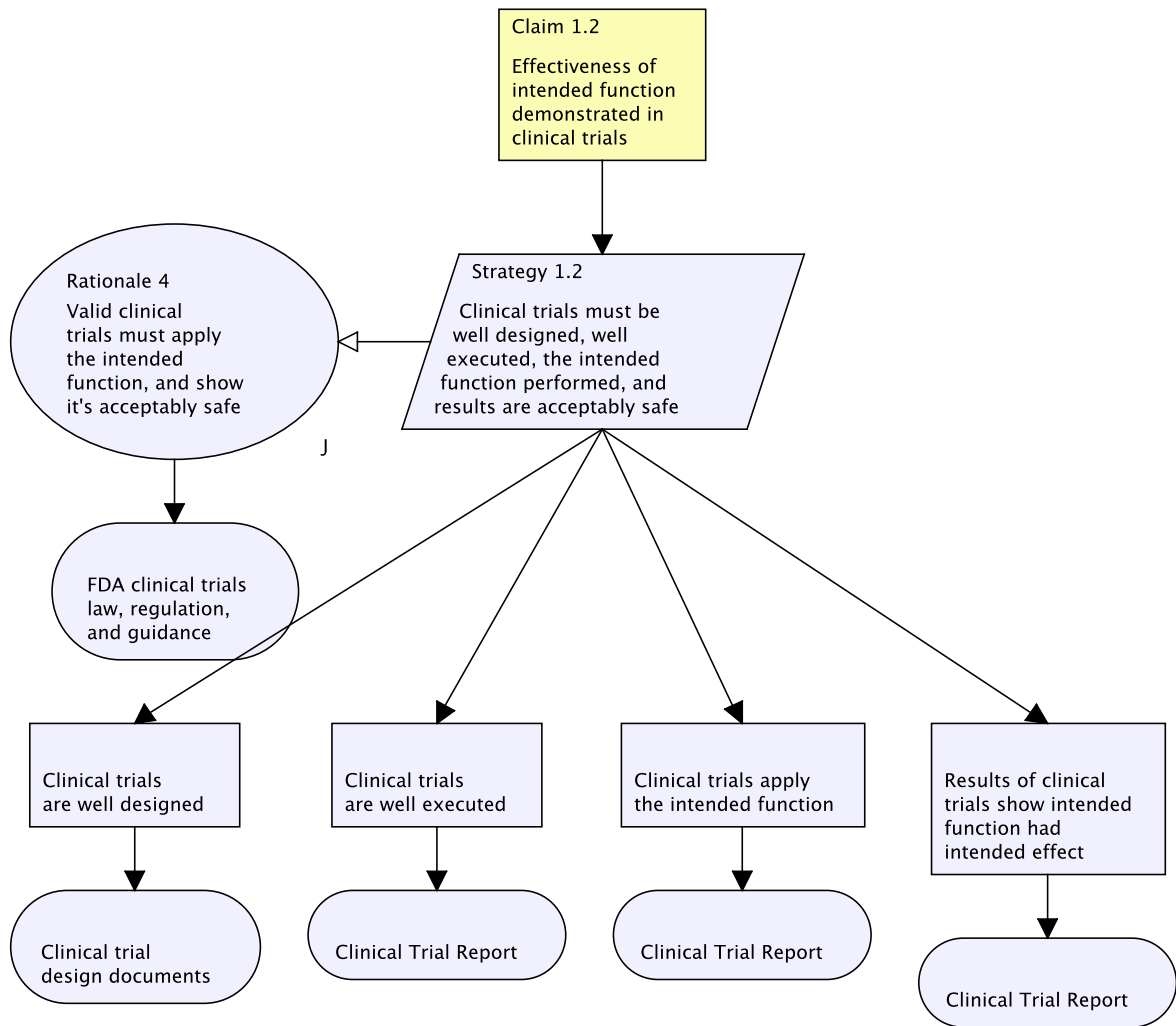 Claim 1.2
Effectiveness of
intended function
demonstrated in
clinical trials
Strategy 1.2
Clinical trials must be
well designed, well
executed, the intended
function performed, and
results are acceptably safe
Rationale 4
Valid clinical
trials must apply
the intended
function, and show
it's acceptably safe
J
FDA clinical trials
law, regulation,
and guidance
Clinical trials
are well designed
Clinical trials
are well executed
Clinical trials apply
the intended function
Results of clinical
trials show intended
function had
intended effect
Clinical trial
design documents
Clinical Trial Report
Clinical Trial Report
Clinical Trial Report